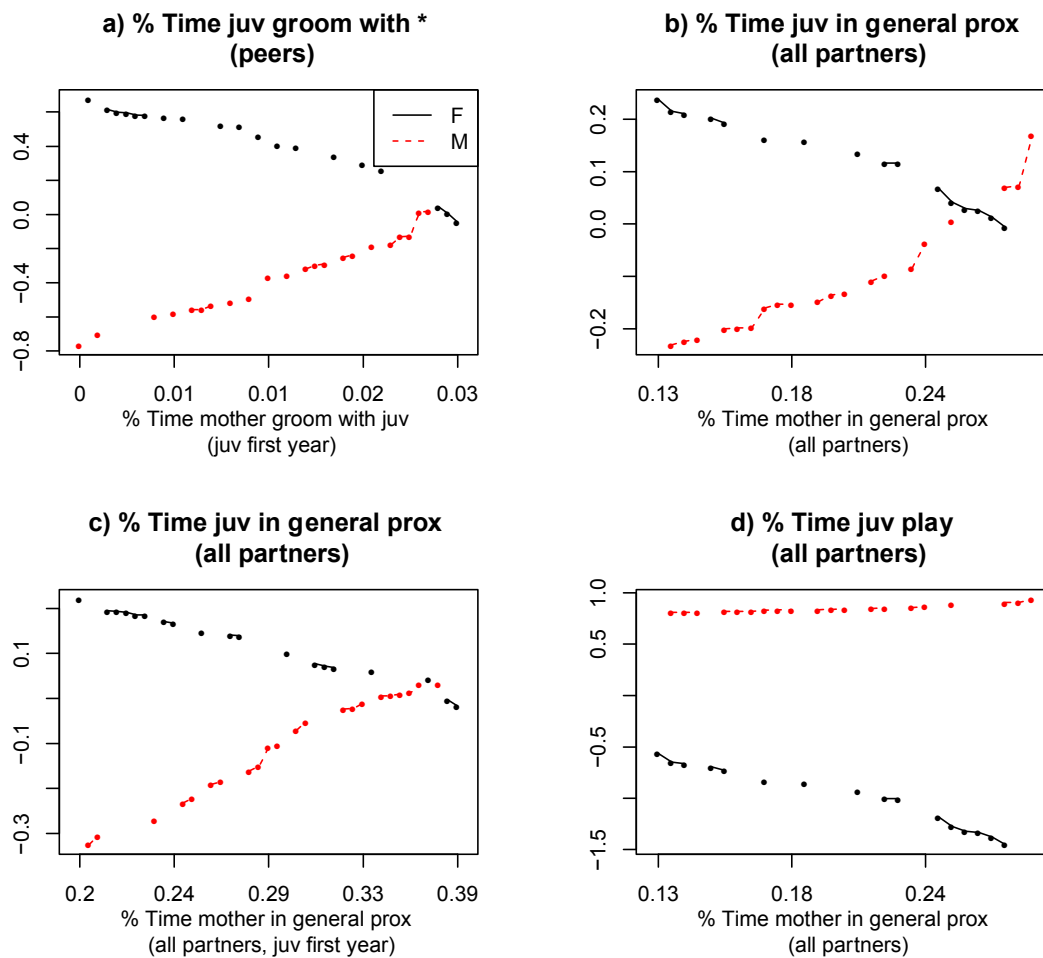 a) % Time juv groom with *
(peers)
0.4
0.0
−0.4
−0.8
F
M
0
0.01
0.01
0.02
0.03
% Time mother groom with juv
(juv first year)
b) % Time juv in general prox
(all partners)
0.2
0.1
0.0
−0.2
0.13
0.18
0.24
% Time mother in general prox
(all partners)
c) % Time juv in general prox
(all partners)
0.1
−0.1
−0.3
0.2
0.24
0.29
0.33
0.39
% Time mother in general prox
(all partners, juv first year)
d) % Time juv play
(all partners)
1.0
0.5
−0.5
−1.5
0.13
0.18
0.24
% Time mother in general prox
(all partners)